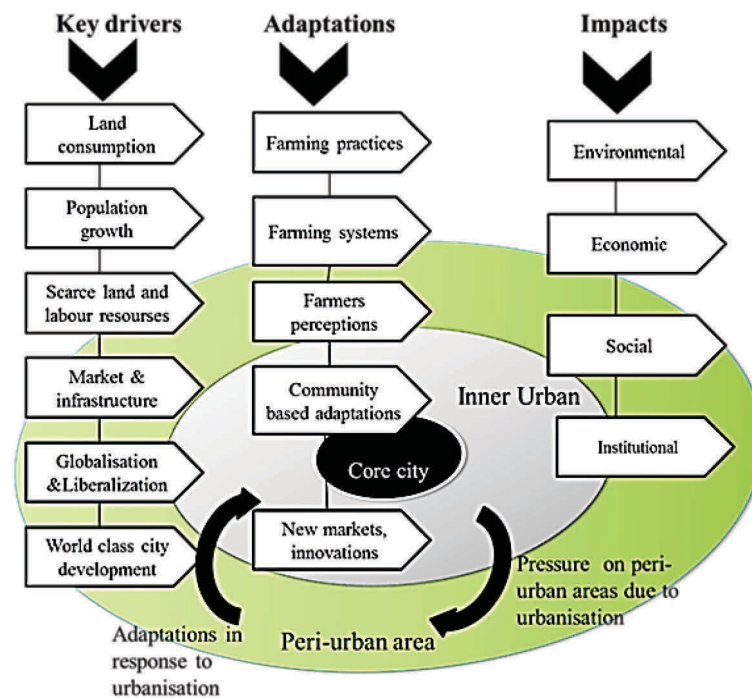 Key drivers
Land
consumption
Population
growth
Scarce land and
labour resourses
Market &
infrastructure
Globalisation
&Liberalization
World class city
development
Adaptations
Farming practices
Farming systems
Farmers
perceptions
Community
based adaptations
New markets,
innovations
Impacts
Environmental
Economic
Social
Institutional
Inner Urban
Core city
Peri-urban area
Adaptations in
response to
urbanisation
Pressure on peri-
urban areas due to
urbanisation